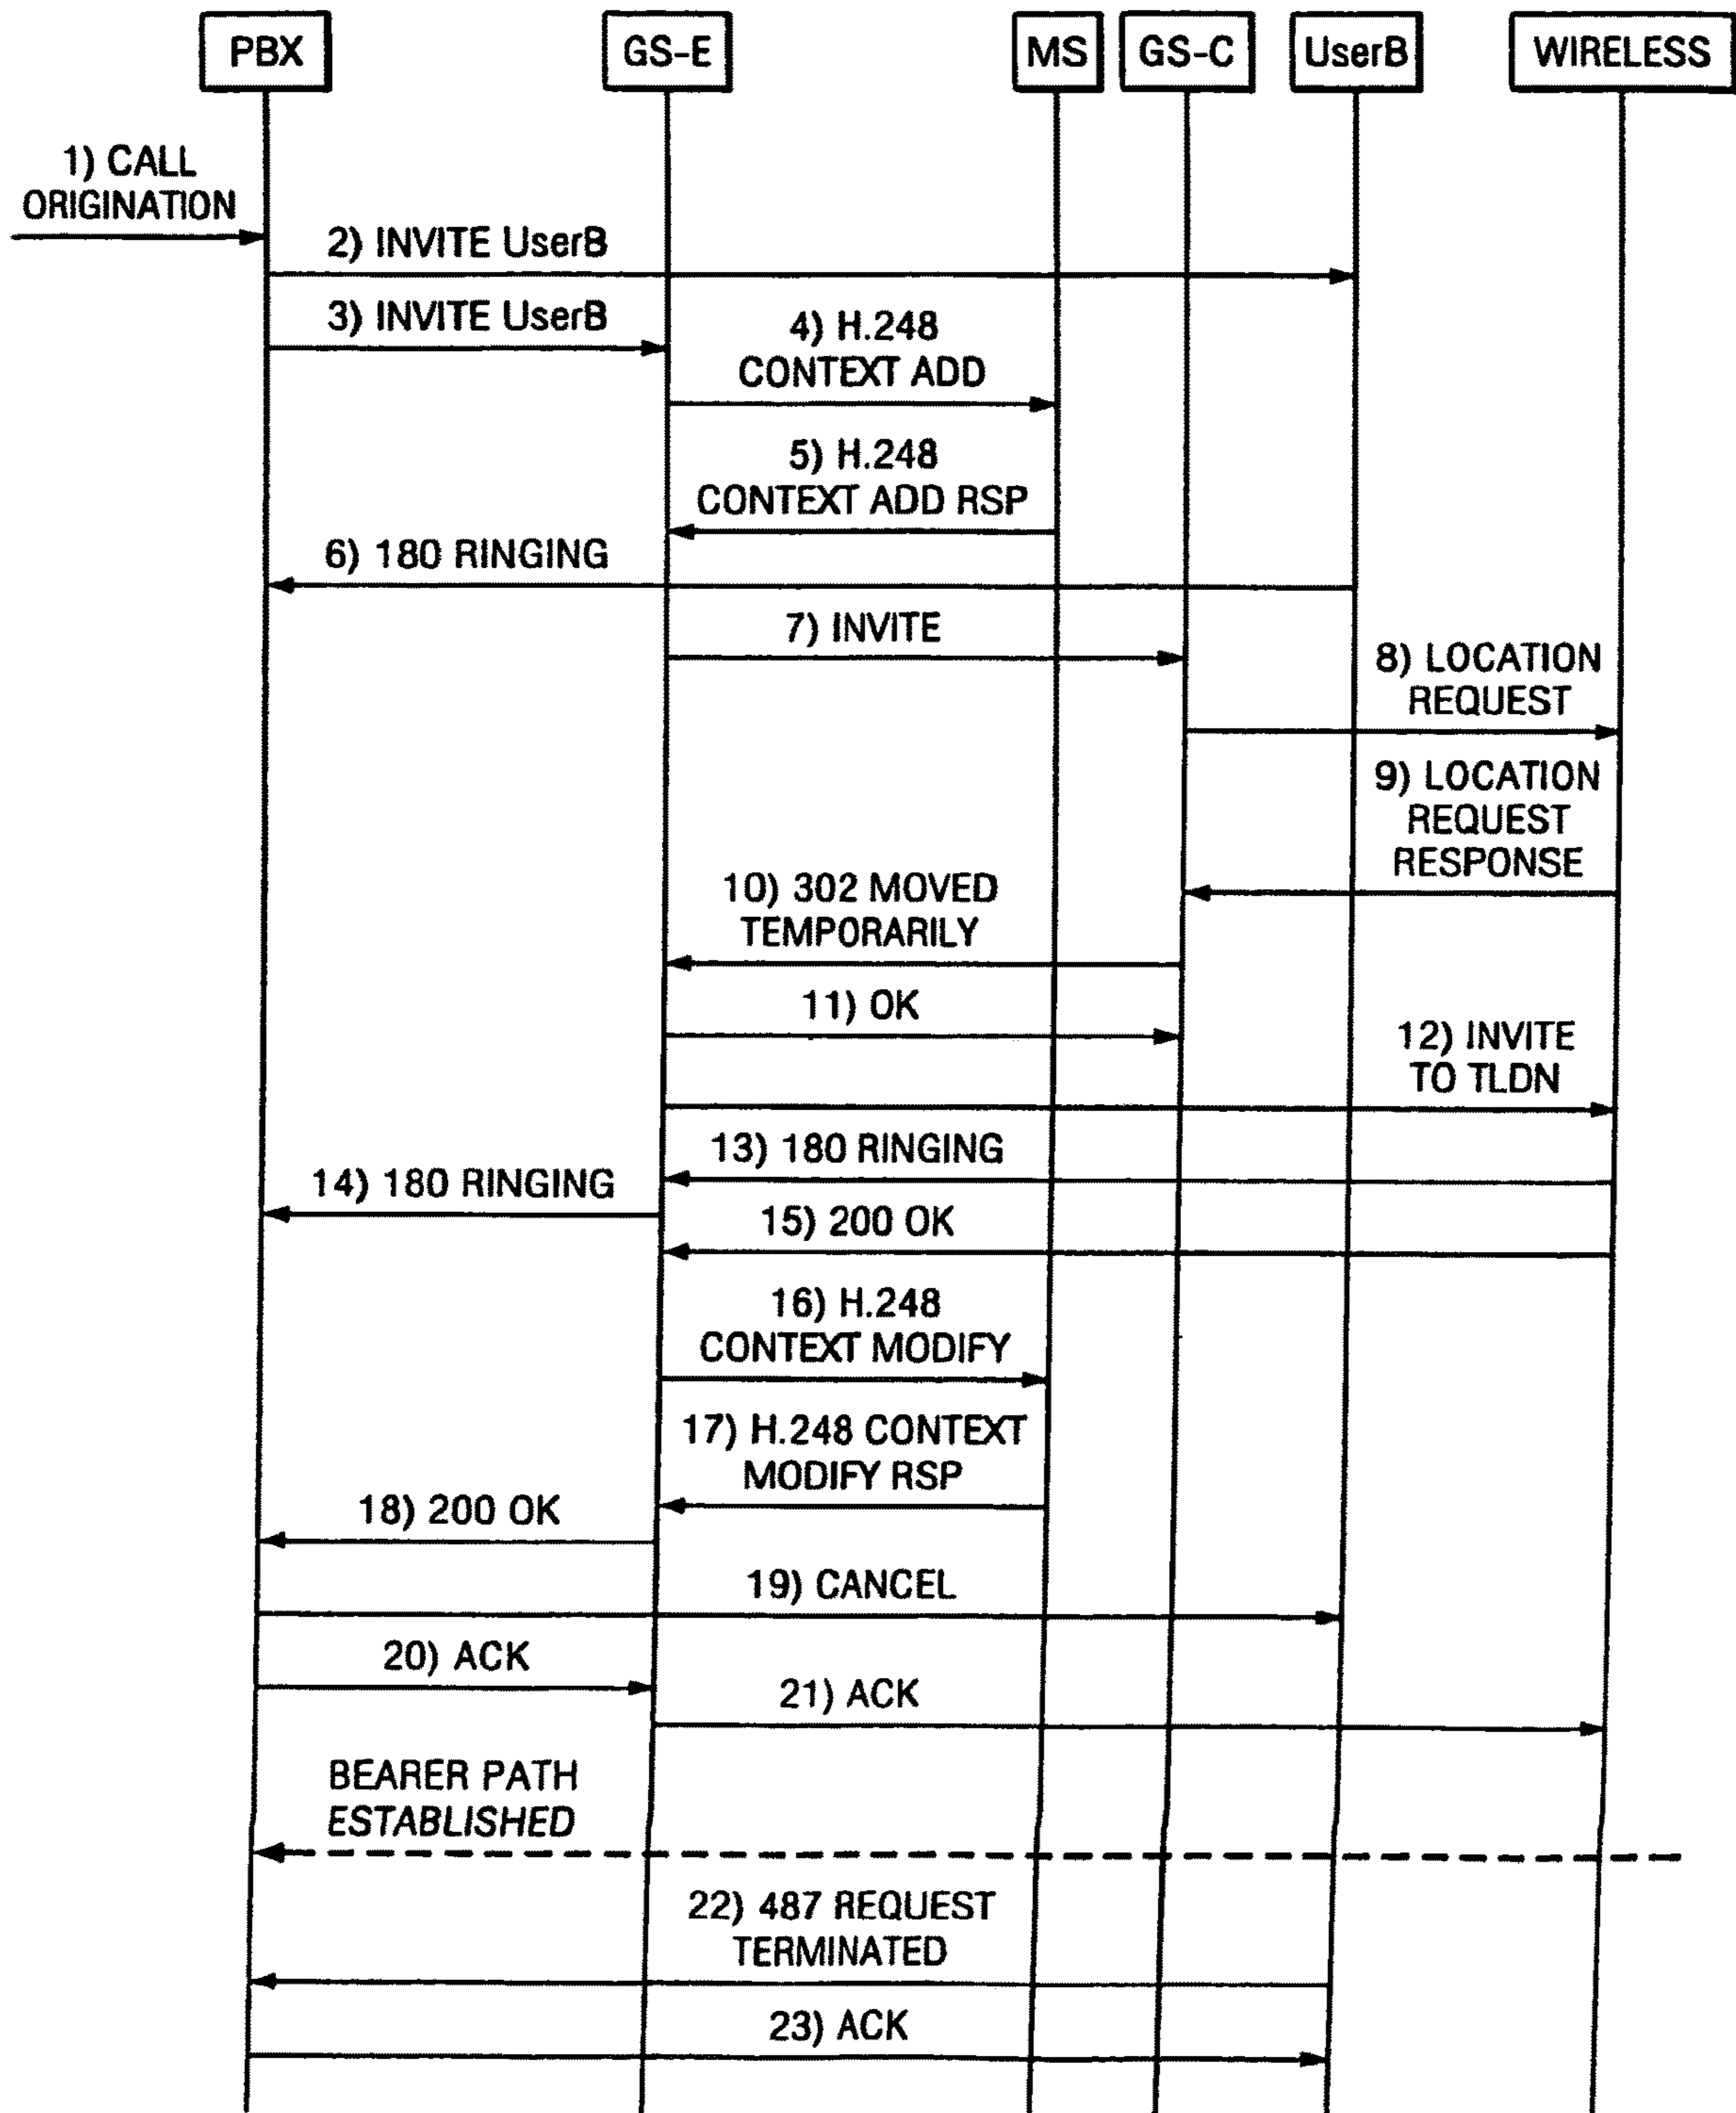 PBX
GS-E
MS
GS-C
UserB
WIRELESS
1) CALL
ORIGINATION
2) INVITE UserB
3) INVITE UserB
4) H.248
CONTEXT ADD
5) H.248
CONTEXT ADD RSP
6) 180 RINGING
7) INVITE
8) LOCATION
REQUEST
9) LOCATION
REQUEST
RESPONSE
10) 302 MOVED
TEMPORARILY
11) OK
12) INVITE
TO TLDN
13) 180 RINGING
14) 180 RINGING
15) 200 OK
16) H.248
CONTEXT MODIFY
17) H.248 CONTEXT
MODIFY RSP
18) 200 OK
19) CANCEL
20) ACK
21) ACK
BEARER PATH
ESTABLISHED
22) 487 REQUEST
TERMINATED
23) ACK